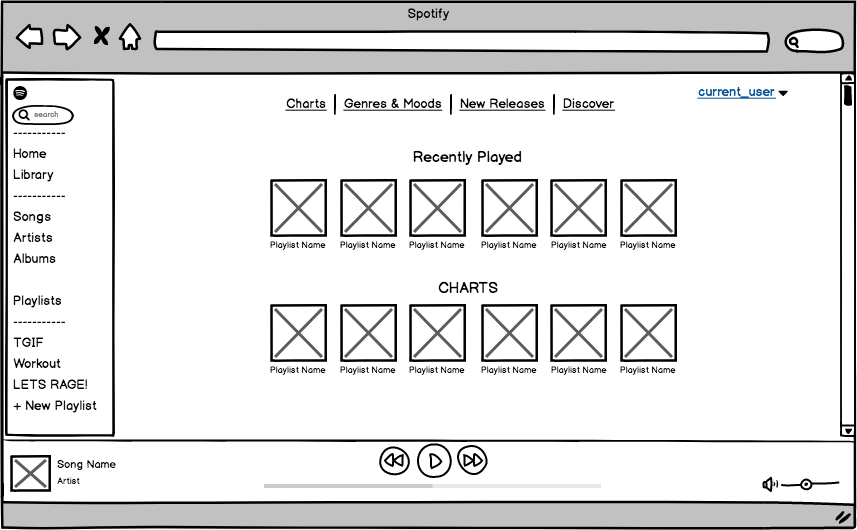 Spotify
current_user
Charts | Genres & Moods | New Releases | Discover
search
-----------
Home
Library
-----------
Songs
Artists
Albums
Playlists
-----------
TGIF
Workout
LETS RAGE!
+ New Playlist
Recently Played
Playlist Name Playlist Name Playlist Name Playlist Name Playlist Name Playlist Name
CHARTS
Playlist Name Playlist Name Playlist Name Playlist Name Playlist Name Playlist Name
Song Name
Artist